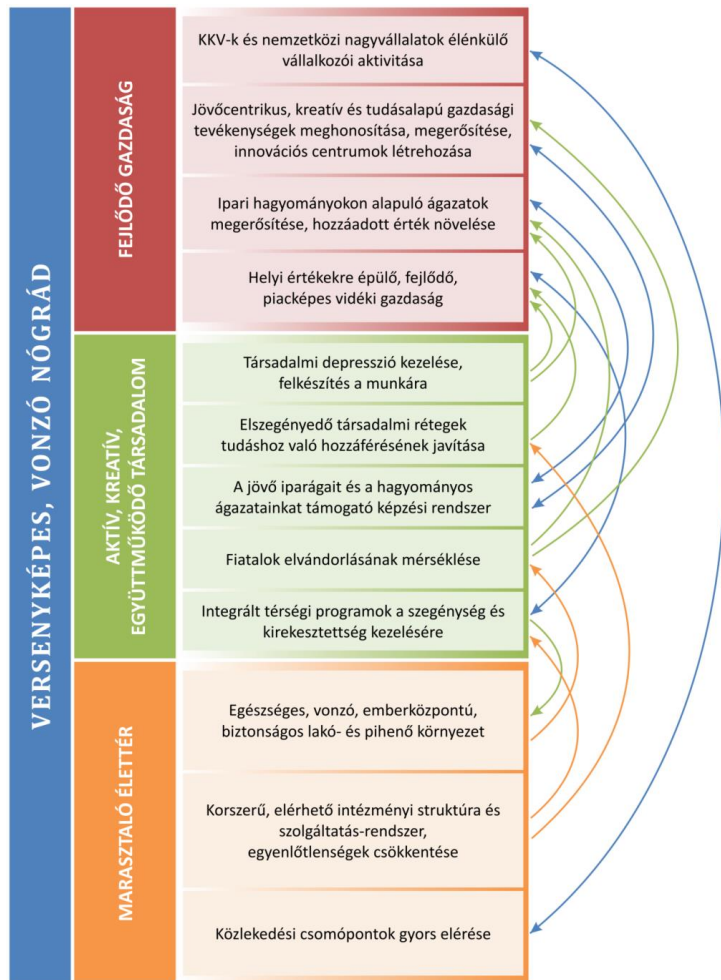 VERSENYKÉPES, VONZÓ NÓGRÁD
FEJLŐDŐ GAZDASÁG
KKV-k és nemzetközi nagyvállalatok élénkülő
vállalkozói aktivitása
Jövőcentrikus, kreatív és tudásalapú gazdasági
tevékenységek meghonosítása, megerősítése,
innovációs centrumok létrehozása
Ipari hagyományokon alapuló ágazatok
megerősítése, hozzáadott érték növelése
Helyi értékekre épülő, fejlődő,
piacképes vidéki gazdaság
AKTÍV, KREATÍV,
EGYÜTTMŰKÖDŐ TÁRSADALOM
Társadalmi depresszió kezelése,
felkészítés a munkára
Elszegényedő társadalmi rétegek
tudáshoz való hozzáférésének javítása
A jövő iparágait és a hagyományos
ágazatainkat támogató képzési rendszer
Fiatalok elvándorlásának mérséklése
Integrált térségi programok a szegénység és
kirekesztettség kezelésére
MARASZTALÓ ÉLETTÉR
Egészséges, vonzó, emberközpontú,
biztonságos lakó- és pihenő környezet
Korszerű, elérhető intézményi struktúra és
szolgáltatás-rendszer,
egyenlőtlenségek csökkentése
Közlekedési csomópontok gyors elérése